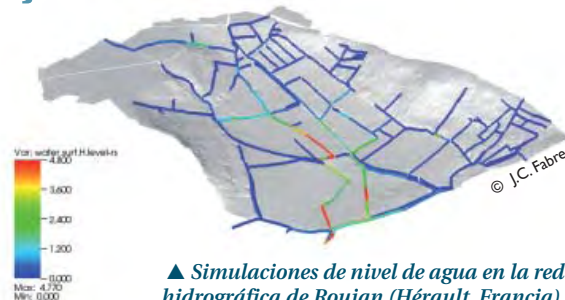 Var: water.surf.H.level-rs
4.800
3.600
2.400
1.200
0.000
Max: 4.770
Min: 0.000
© J.C. Fabre
▲ Simulaciones de nivel de agua en la red
hidrográfica de Roujan (Hérault, Francia)